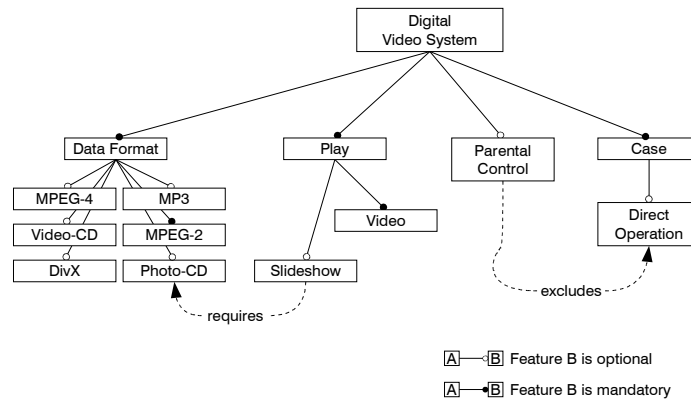 Digital
Video System
Data Format
Play
Parental
Control
Case
MPEG-4
MP3
Video-CD
MPEG-2
Video
Direct
Operation
DivX
Photo-CD
Slideshow
requires
excludes
A B Feature B is optional
A B Feature B is mandatory